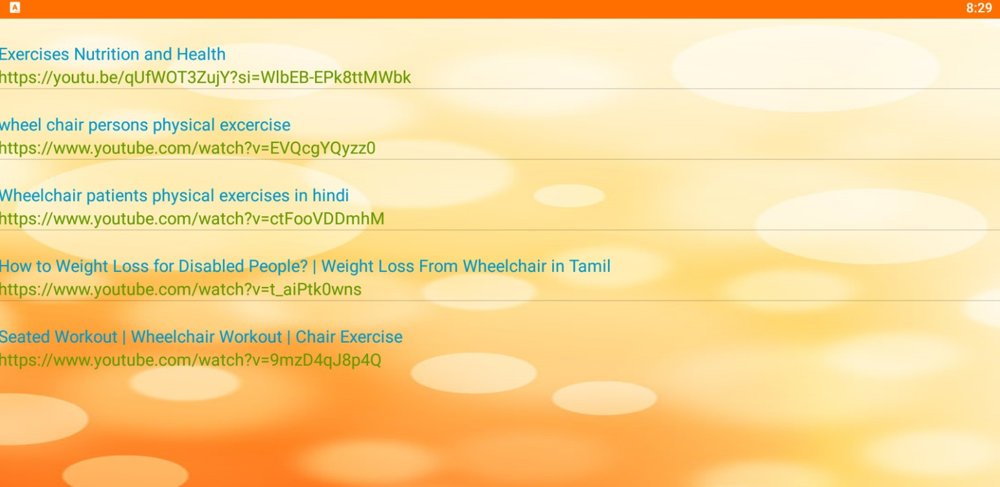 A
8:29
Exercises Nutrition and Health
https://youtu.be/qUfWOT3ZujY?si=WlbEB-EPk8ttMWbk
wheel chair persons physical excercise
https://www.youtube.com/watch?v=EVQcgYQyzz0
Wheelchair patients physical exercises in hindi
https://www.youtube.com/watch?v=ctFooVDDmhM
How to Weight Loss for Disabled People? | Weight Loss From Wheelchair in Tamil
https://www.youtube.com/watch?v=t_aiPtk0wns
Seated Workout | Wheelchair Workout | Chair Exercise
https://www.youtube.com/watch?v=9mzD4qJ8p4Q